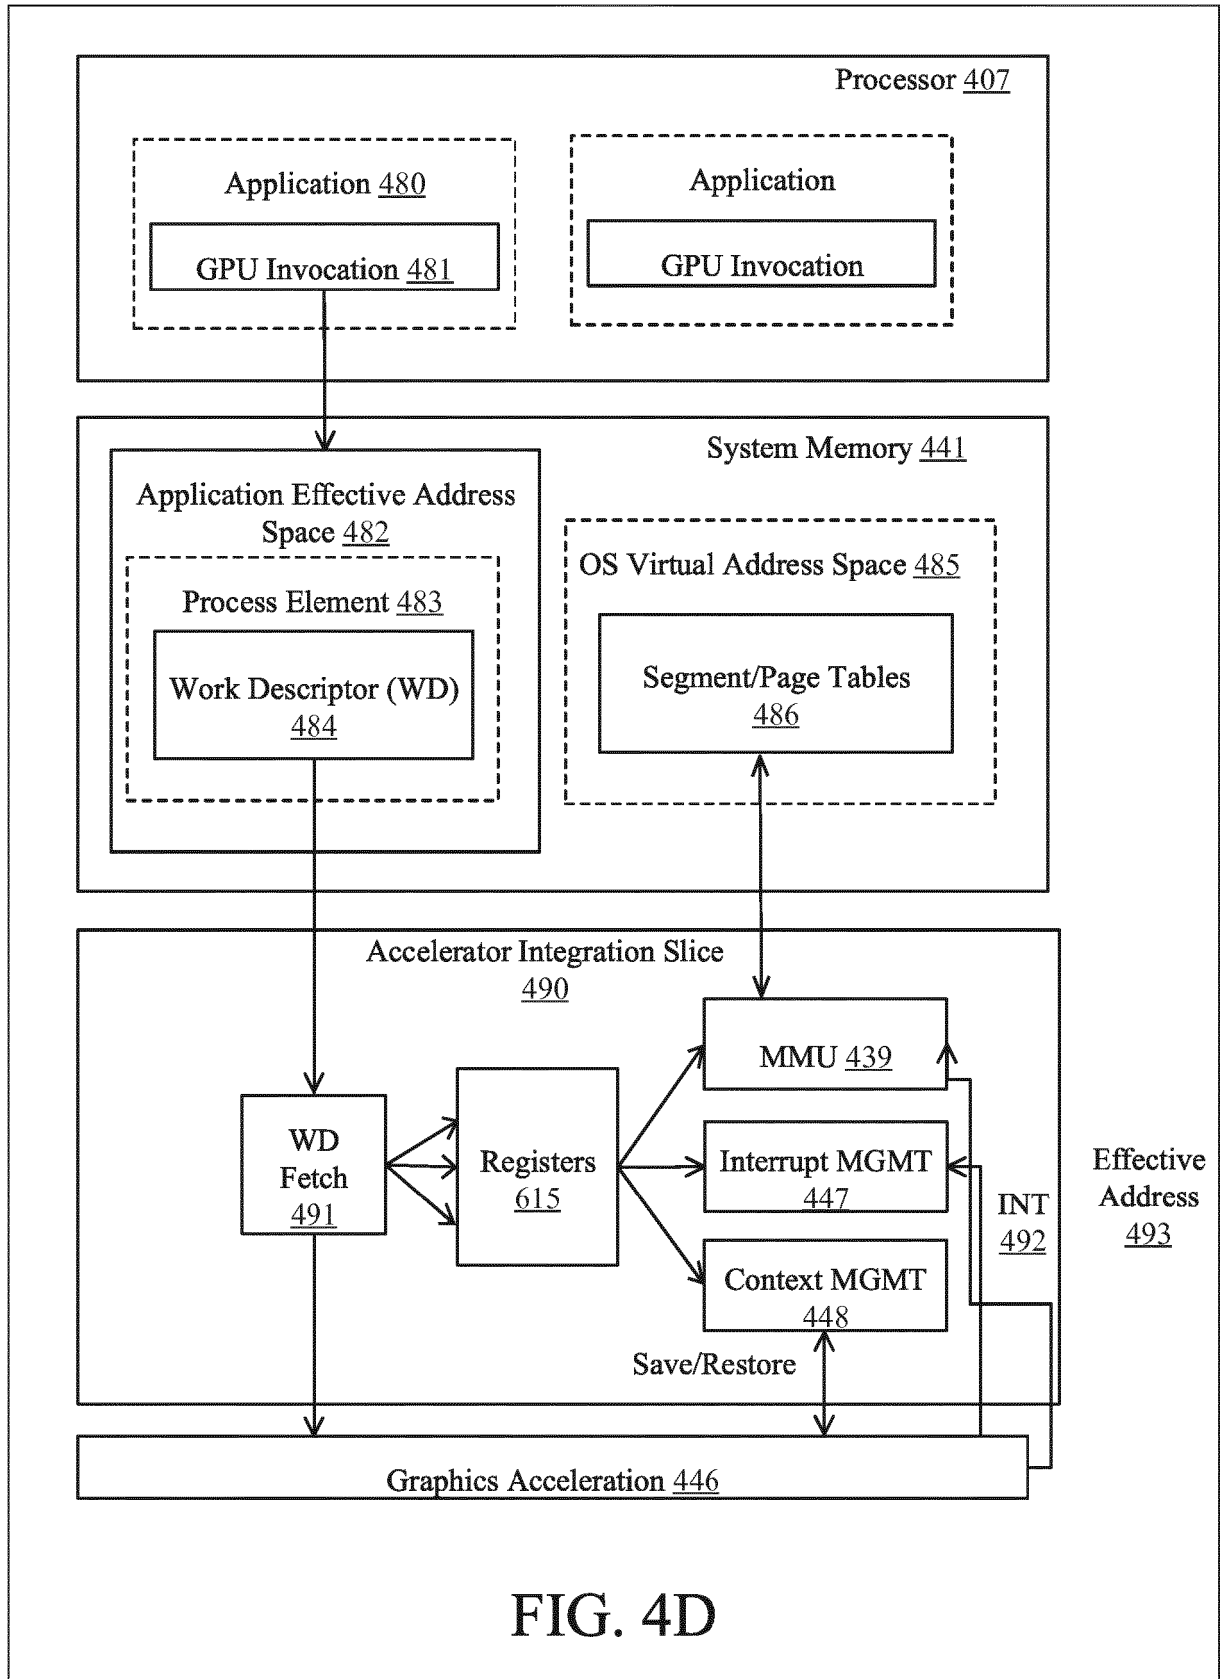 Processor 407
Application 480
GPU Invocation 481
Application
GPU Invocation
System Memory 441
Application Effective Address
Space 482
Process Element 483
Work Descriptor (WD)
484
OS Virtual Address Space 485
Segment/Page Tables
486
Accelerator Integration Slice
490
WD
Fetch
491
Registers
615
MMU 439
Interrupt MGMT
447
Context MGMT
448
Save/Restore
INT
492
Effective
Address
493
Graphics Acceleration 446
FIG. 4D